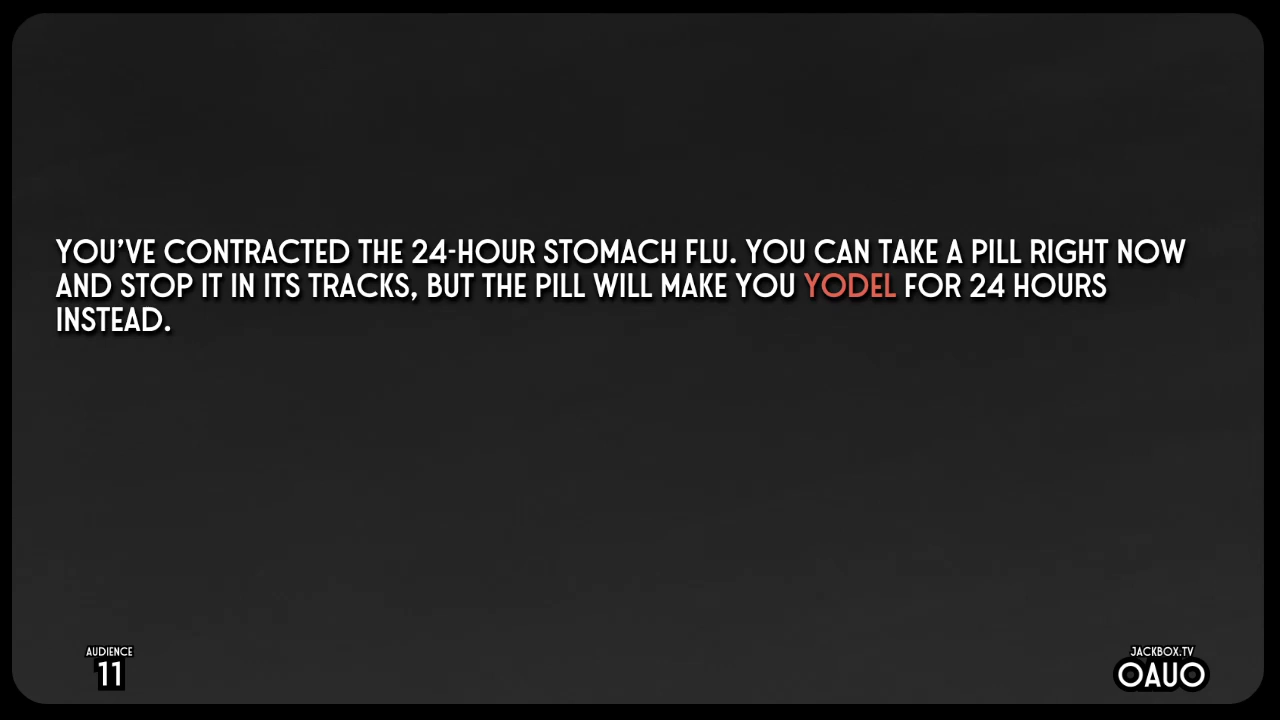 YOU'VE CONTRACTED THE 24-HOUR STOMACH FLU. YOU CAN TAKE A PILL RIGHT NOW
AND STOP IT IN ITS TRACKS, BUT THE PILL WILL MAKE YOU YODEL FOR 24 HOURS
INSTEAD.
AUDIENCE
11
JACKBOX.TV
OAUO